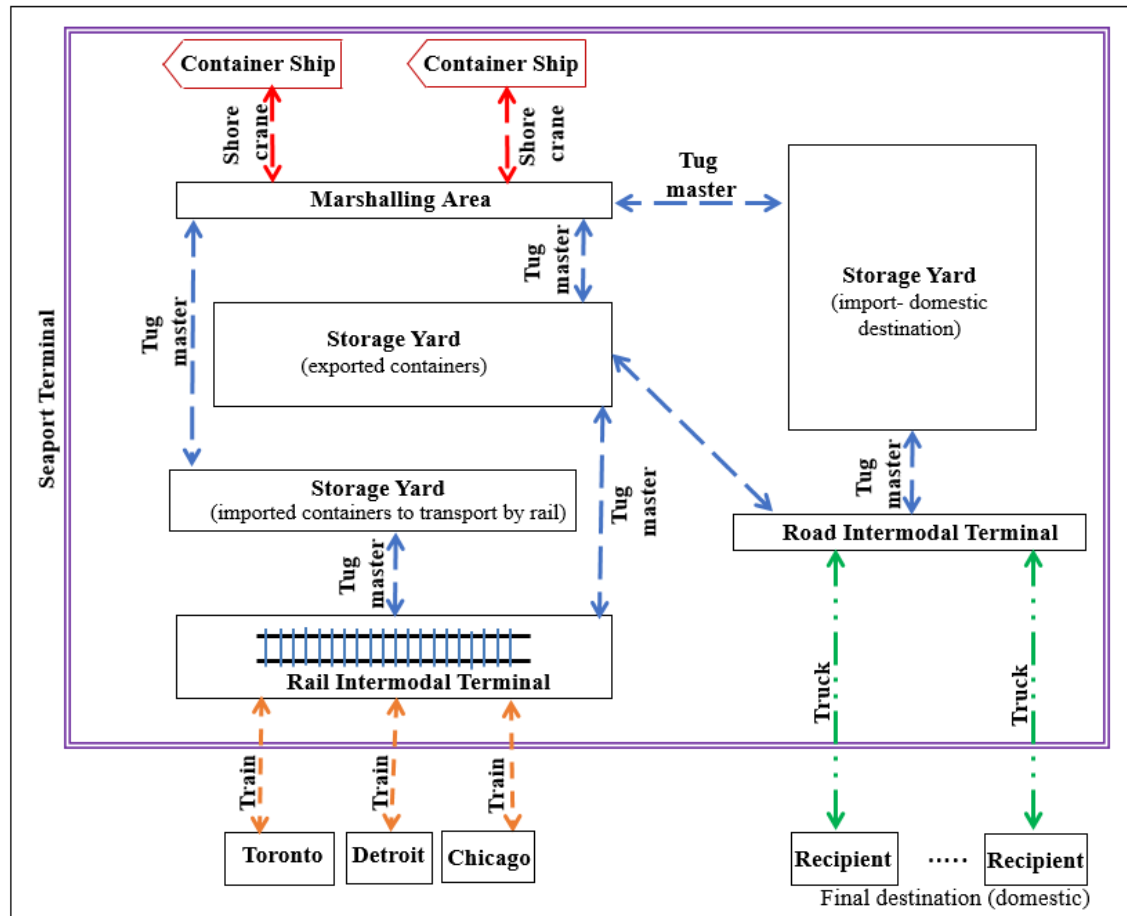 Container Ship
Container Ship
Shore
crane
Shore
crane
Tug
master
Marshalling Area
Tug
master
Tug
master
Storage Yard
(import- domestic
destination)
Storage Yard
(exported containers)
Seaport Terminal
Storage Yard
(imported containers to transport by rail)
Tug
master
Tug
master
Tug
master
Road Intermodal Terminal
Rail Intermodal Terminal
Truck
Truck
Train
Train
Train
Toronto
Detroit
Chicago
Recipient
.....
Recipient
Final destination (domestic)